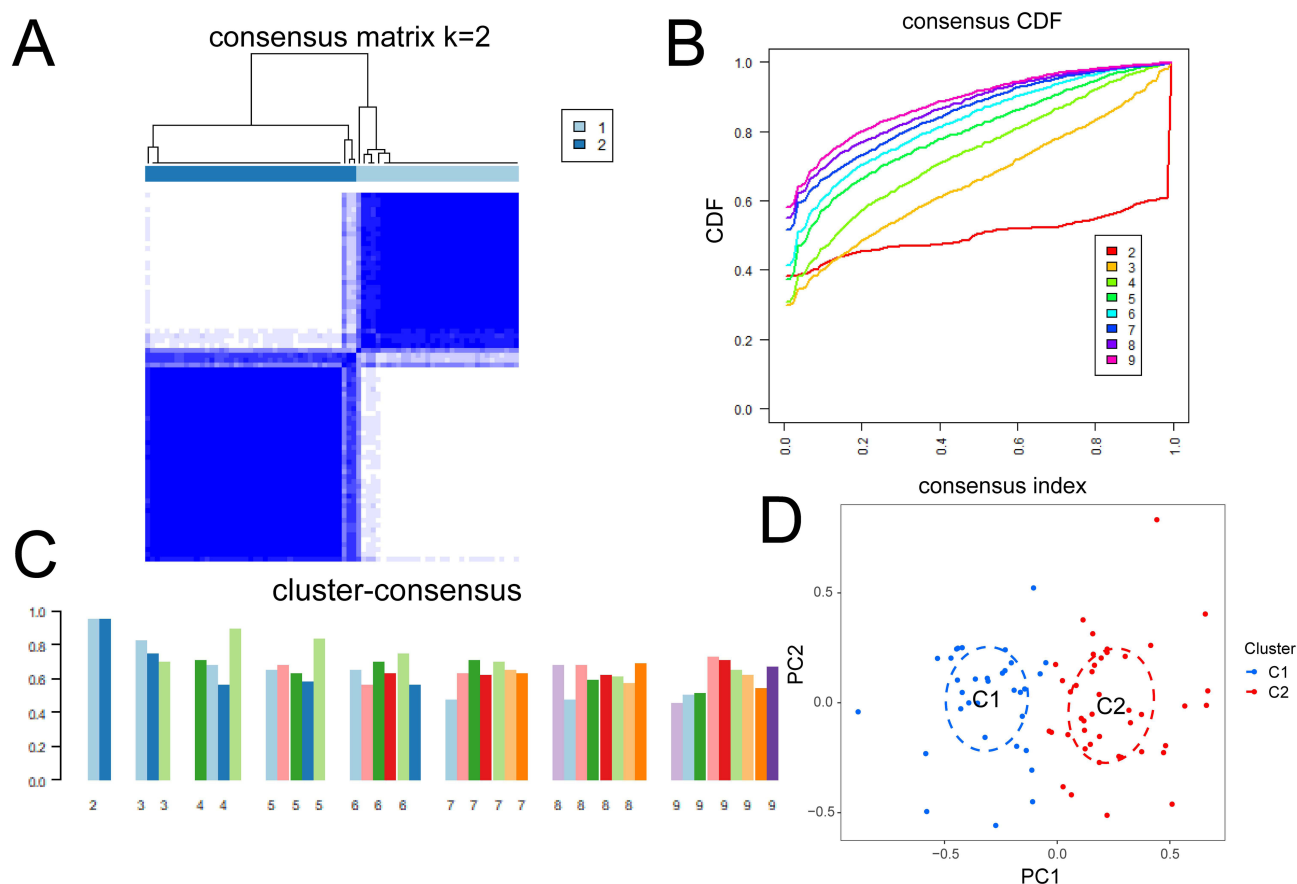 A
consensus matrix k=2
1
2
B
consensus CDF
CDF
1.0
0.8
0.6
0.4
0.2
0.0
2
3
4
5
6
7
8
9
0.0 0.2 0.4 0.6 0.8 1.0
consensus index
C
cluster-consensus
1.0
0.8
0.6
0.4
0.2
0.0
2 3 3 4 4 5 5 5 6 6 6 7 7 7 7 8 8 8 8 9 9 9 9 9
D
PC2
0.5
0.0
−0.5
C1
C2
−0.5 0.0 0.5
PC1
Cluster
C1
C2